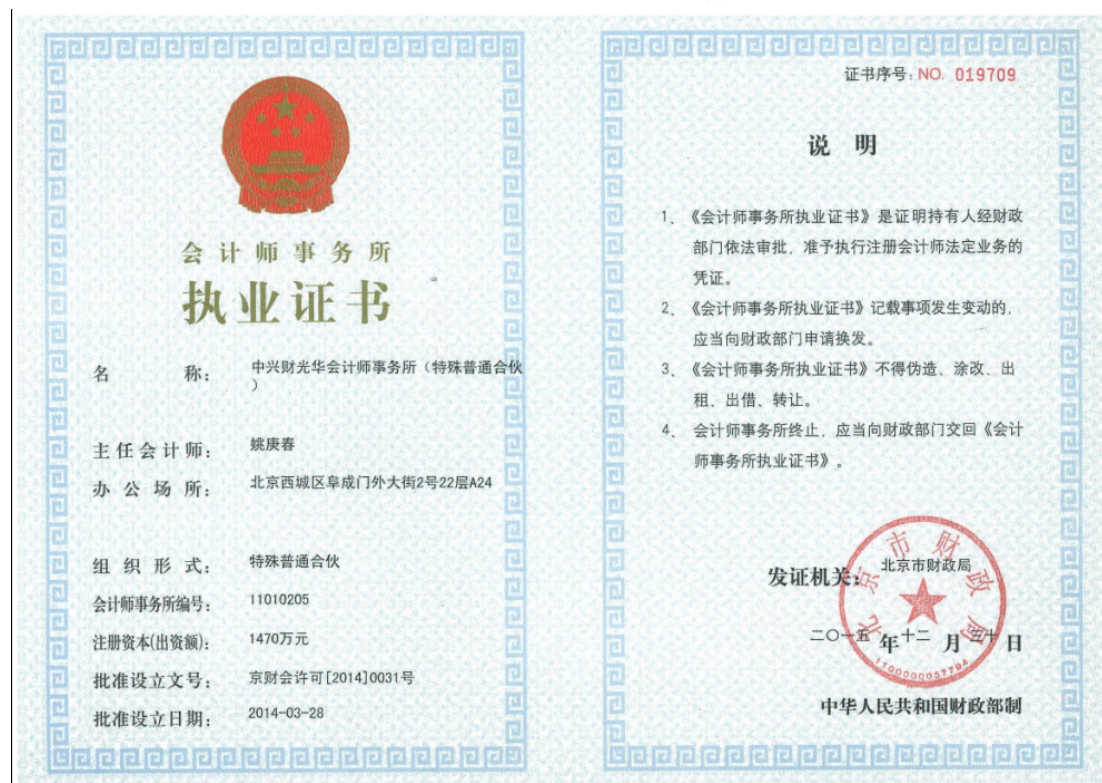 会计师事务所
执业证书
名 称: 中兴财光华会计师事务所(特殊普通合伙
)
主任会计师: 姚庚春
办公场所: 北京西城区阜成门外大街2号22层A24
组织形式: 特殊普通合伙
会计师事务所编号: 11010205
注册资本(出资额): 1470万元
批准设立文号: 京财会许可[2014]0031号
批准设立日期: 2014-03-28
证书序号: NO. 019709
说 明
1、《会计师事务所执业证书》是证明持有人经财政
部门依法审批,准予执行注册会计师法定业务的
凭证。
2、《会计师事务所执业证书》记载事项发生变动的,
应当向财政部门申请换发。
3、《会计师事务所执业证书》不得伪造、涂改、出
租、出借、转让。
4、会计师事务所终止,应当向财政部门交回《会计
师事务所执业证书》。
发证机关: 北京市财政局
北京市财政局
二〇一五年十二月三十日
中华人民共和国财政部制